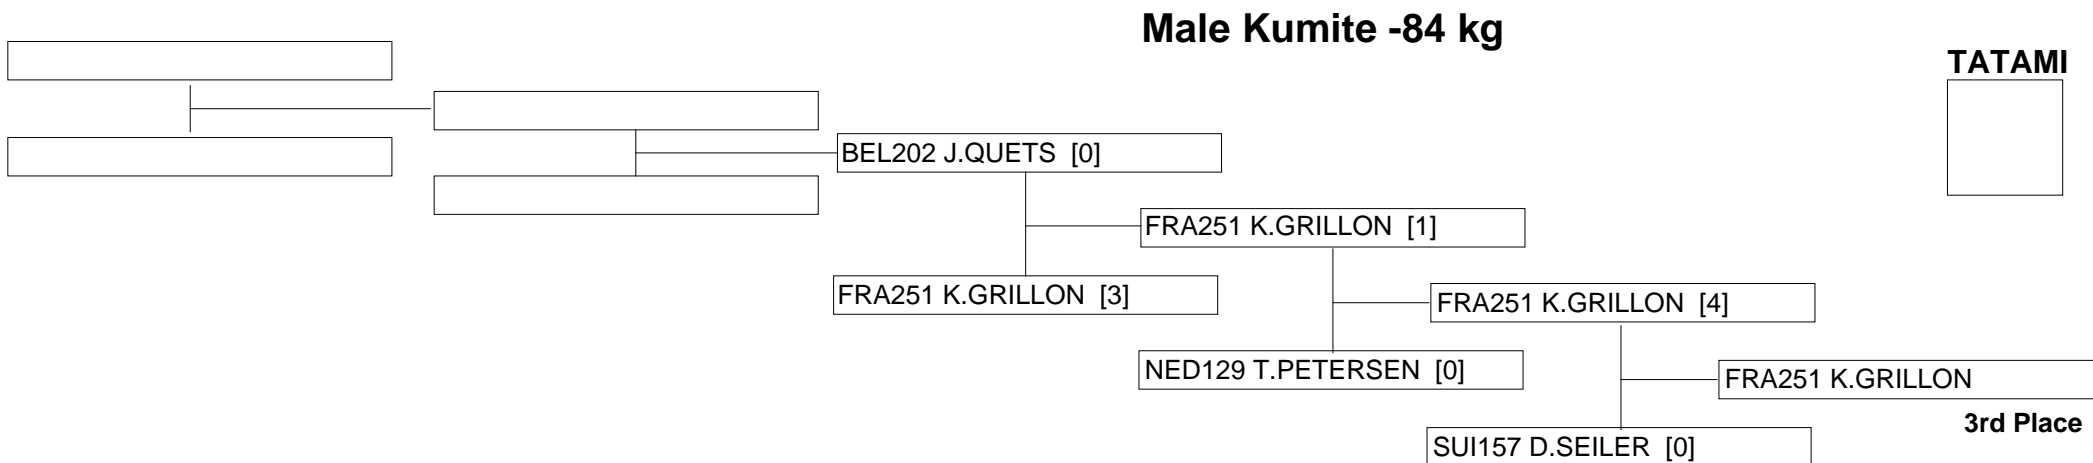 Male Kumite -84 kg
TATAMI
BEL202 J.QUETS [0]
FRA251 K.GRILLON [1]
FRA251 K.GRILLON [3]
FRA251 K.GRILLON [4]
NED129 T.PETERSEN [0]
FRA251 K.GRILLON
3rd Place
SUI157 D.SEILER [0]